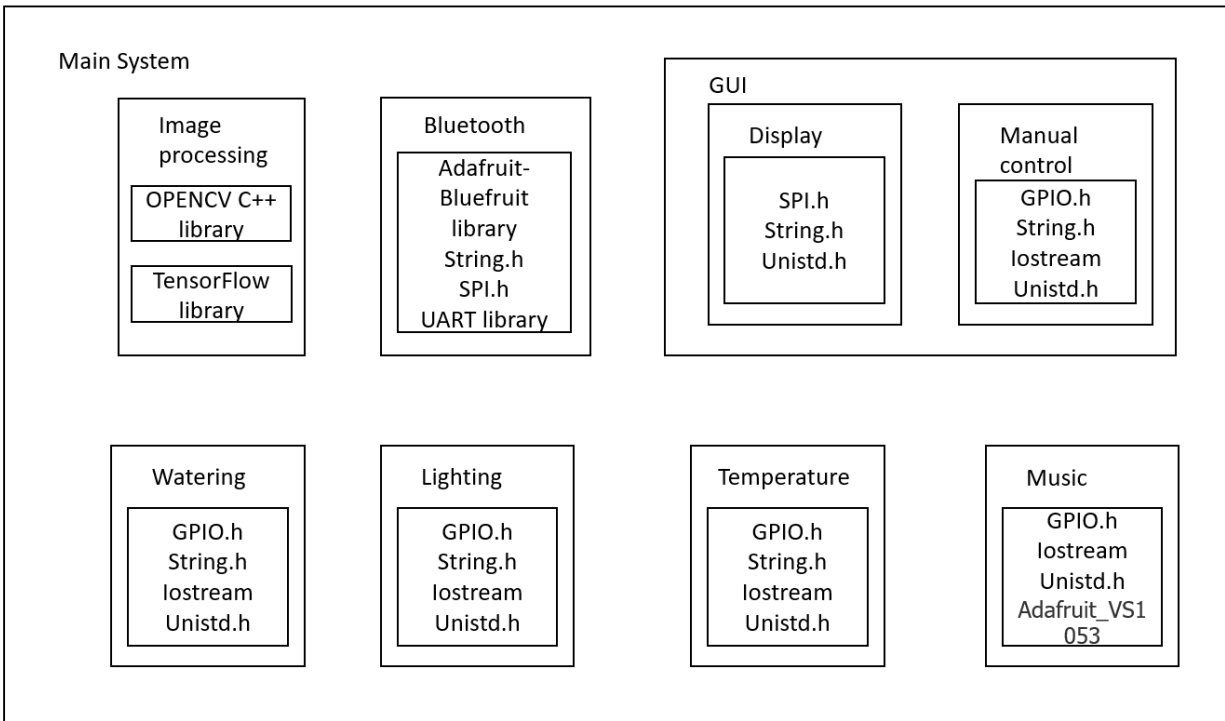 Main System
Image
processing
OPENCV C++
library
TensorFlow
library
Bluetooth
Adafruit-
Bluefruit
library
String.h
SPI.h
UART library
GUI
Display
SPI.h
String.h
Unistd.h
Manual
control
GPIO.h
String.h
Iostream
Unistd.h
Watering
GPIO.h
String.h
Iostream
Unistd.h
Lighting
GPIO.h
String.h
Iostream
Unistd.h
Temperature
GPIO.h
String.h
Iostream
Unistd.h
Music
GPIO.h
Iostream
Unistd.h
Adafruit_VS1
053